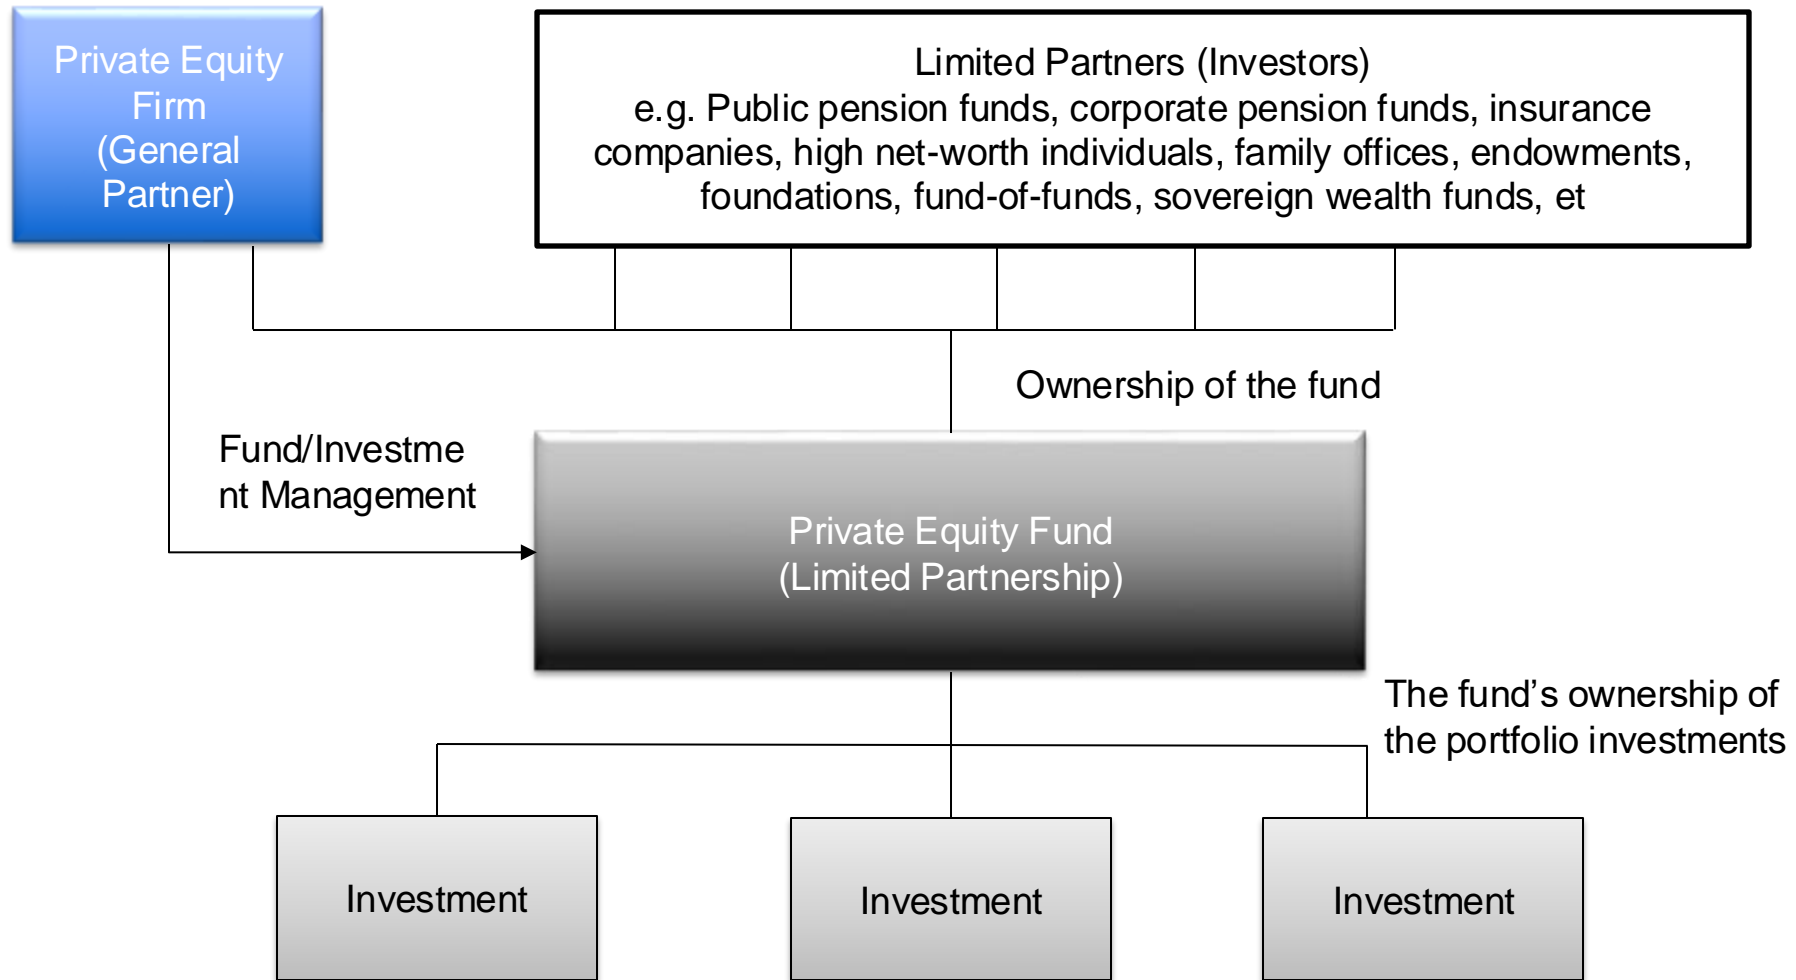 Private Equity
Firm
(General
Partner)
Limited Partners (Investors)
e.g. Public pension funds, corporate pension funds, insurance
companies, high net-worth individuals, family offices, endowments,
foundations, fund-of-funds, sovereign wealth funds, et
Ownership of the fund
Fund/Investme
nt Management
Private Equity Fund
(Limited Partnership)
The fund’s ownership of
the portfolio investments
Investment
Investment
Investment